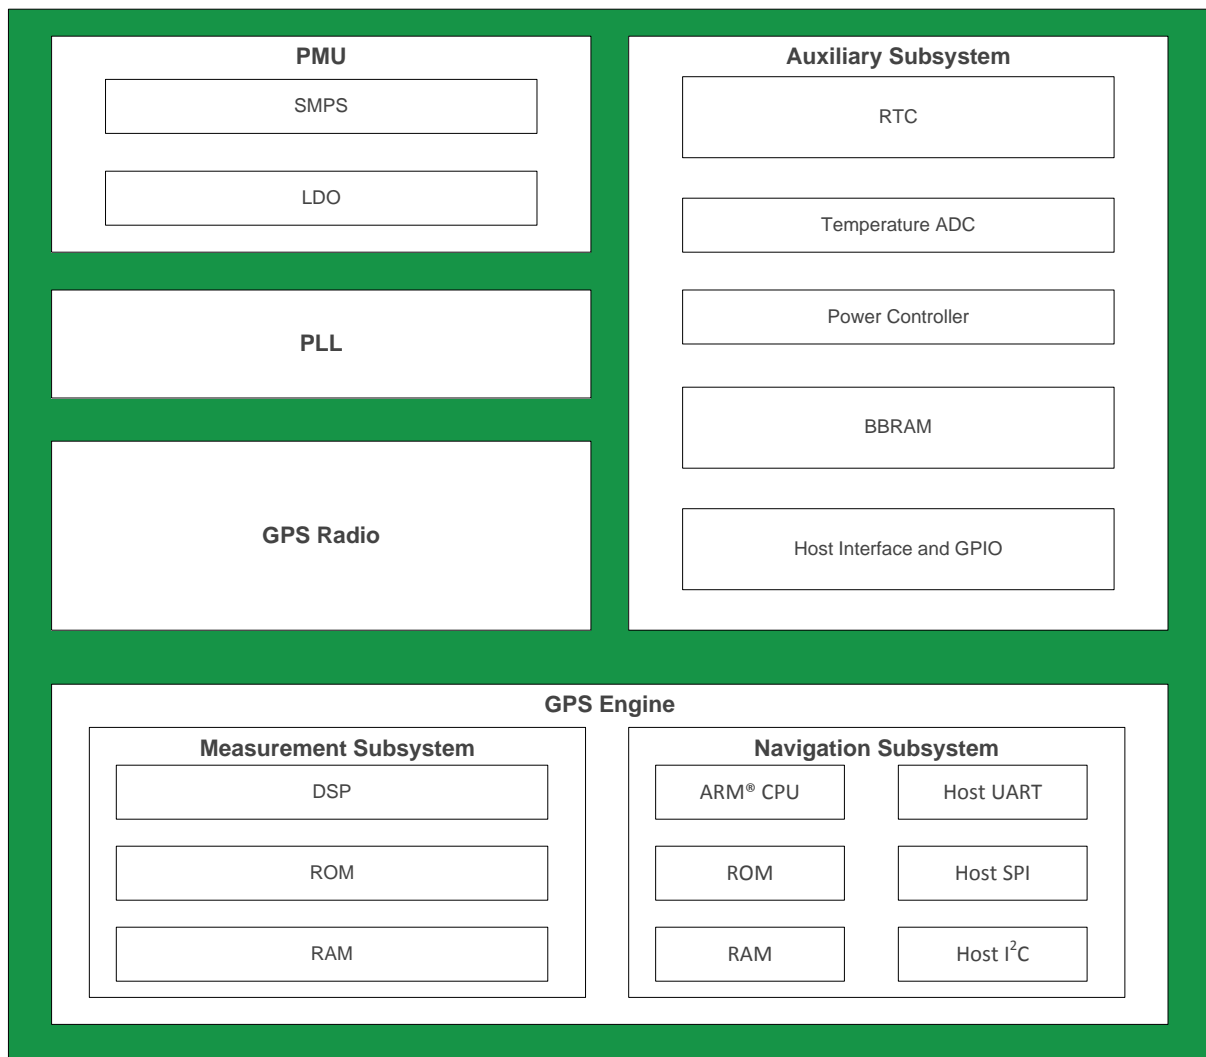 PMU
SMPS
LDO
PLL
GPS Radio
Auxiliary Subsystem
RTC
Temperature ADC
Power Controller
BBRAM
Host Interface and GPIO
GPS Engine
Measurement Subsystem
DSP
ROM
RAM
Navigation Subsystem
ARM® CPU
Host UART
ROM
Host SPI
RAM
Host I²C